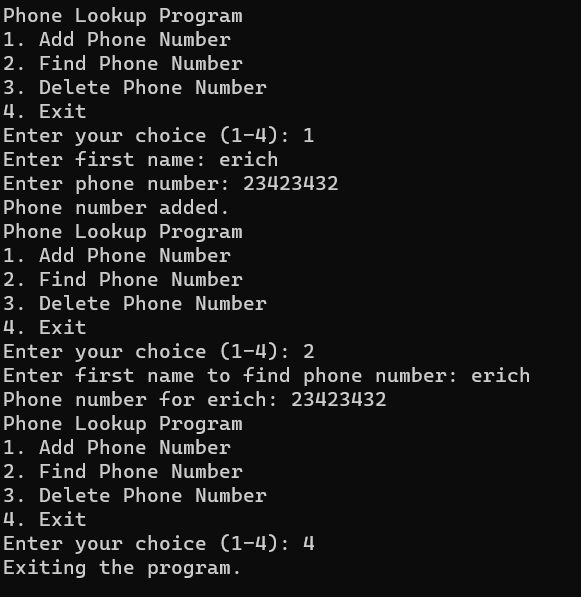 Phone Lookup Program
1. Add Phone Number
2. Find Phone Number
3. Delete Phone Number
4. Exit
Enter your choice (1-4): 1
Enter first name: erich
Enter phone number: 23423432
Phone number added.
Phone Lookup Program
1. Add Phone Number
2. Find Phone Number
3. Delete Phone Number
4. Exit
Enter your choice (1-4): 2
Enter first name to find phone number: erich
Phone number for erich: 23423432
Phone Lookup Program
1. Add Phone Number
2. Find Phone Number
3. Delete Phone Number
4. Exit
Enter your choice (1-4): 4
Exiting the program.